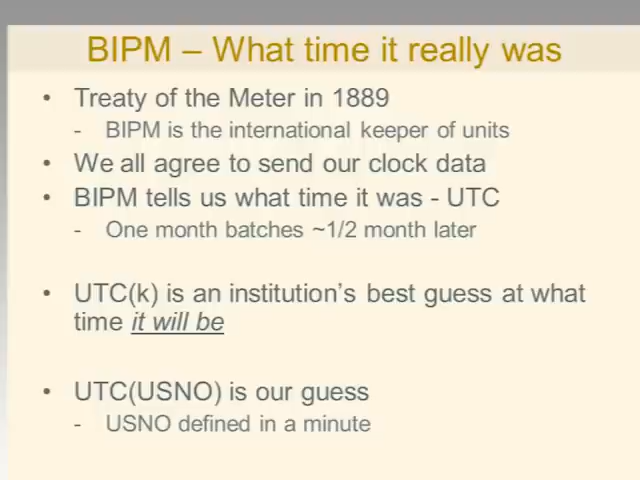 BIPM – What time it really was
• Treaty of the Meter in 1889
- BIPM is the international keeper of units
• We all agree to send our clock data
• BIPM tells us what time it was - UTC
- One month batches ~1/2 month later
• UTC(k) is an institution's best guess at what
time it will be
• UTC(USNO) is our guess
- USNO defined in a minute